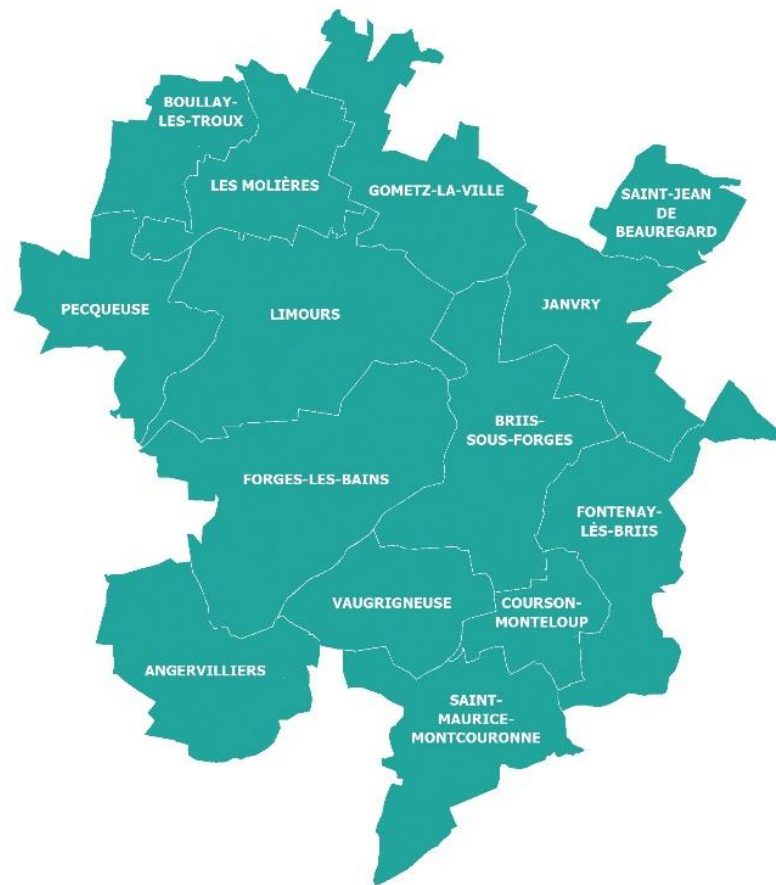 BOULLAY-
LES-TROUX
LES MOLIÈRES
GOMETZ-LA-VILLE
SAINT-JEAN
DE
BEAUREGARD
PECQUEUSE
LIMOURS
JANVRY
BRIIS-
SOUS-FORGES
FORGES-LES-BAINS
FONTENAY-
LÈS-BRIIS
VAUGRIGNEUSE
COURSON-
MONTELOUP
ANGERVILLIERS
SAINT-
MAURICE-
MONTCOURONNE